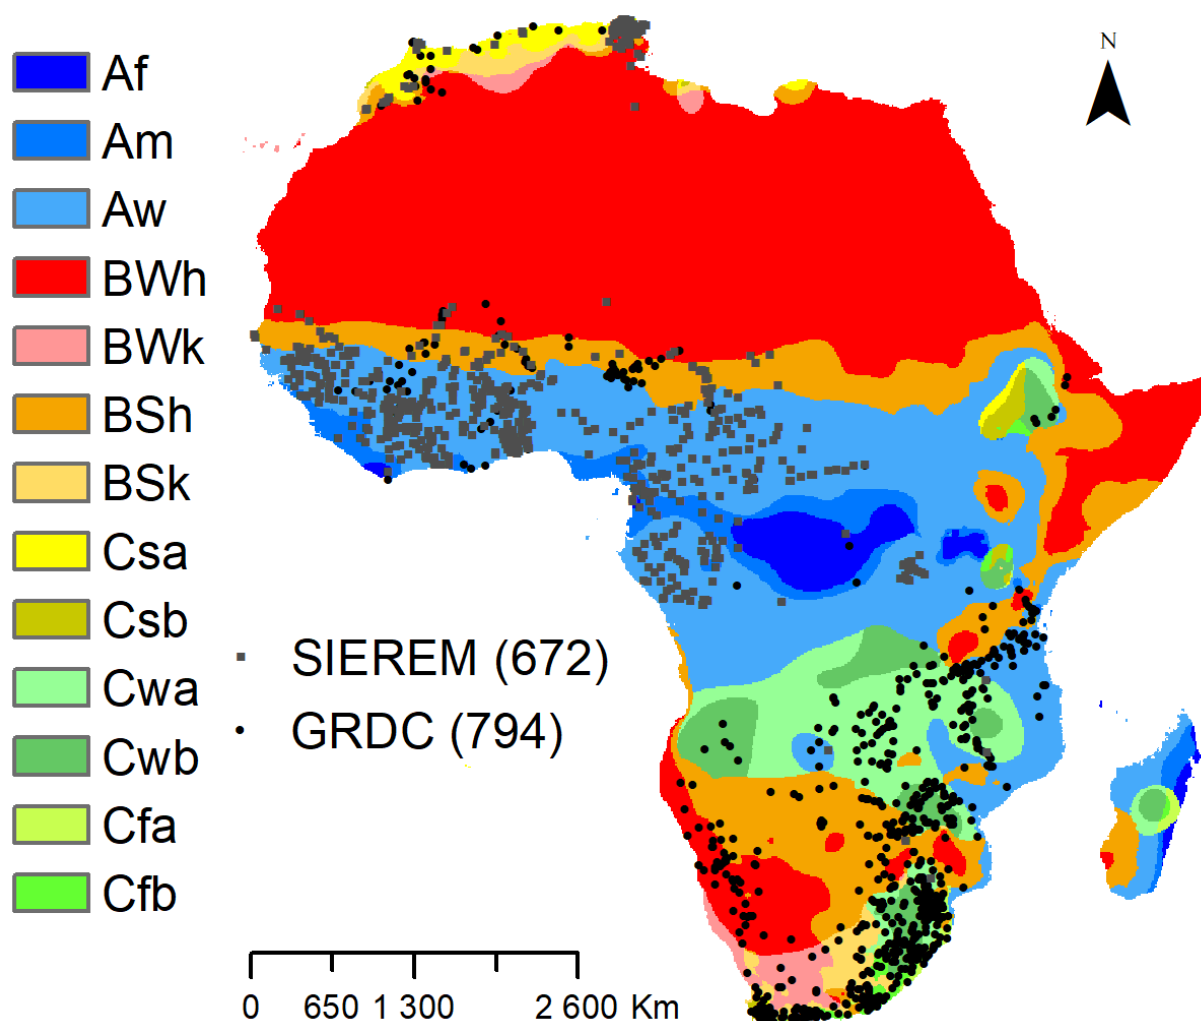 N
Af
Am
Aw
BWh
BWk
BSh
BSk
Csa
Csb
Cwa
Cwb
Cfa
Cfb
SIEREM (672)
GRDC (794)
0 650 1 300 2 600 Km